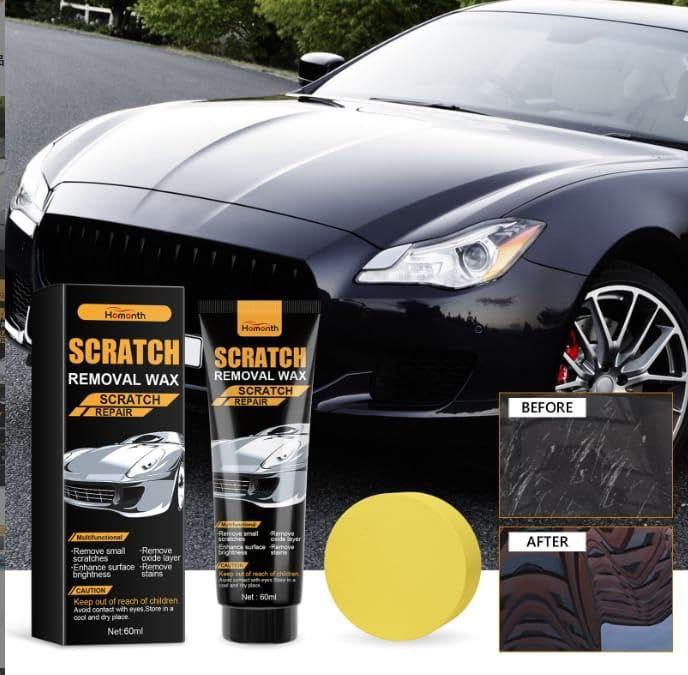 Homonth
SCRATCH
REMOVAL WAX
SCRATCH
REPAIR
Multifunctional
·Remove small
scratches
·Enhance surface
brightness
·Remove
oxide layer
·Remove
stains
CAUTION
Keep out of reach of children.
Avoid contact with eyes.Store in a
cool and dry place.
Net:60ml
Homonth
SCRATCH
REMOVAL WAX
SCRATCH
REPAIR
Multifunctional
·Remove small
scratches
·Enhance surface
brightness
·Remove
oxide layer
·Remove
stains
CAUTION
Keep out of reach of children.
Avoid contact with eyes.Store in a
cool and dry place.
Net : 60ml
BEFORE
AFTER